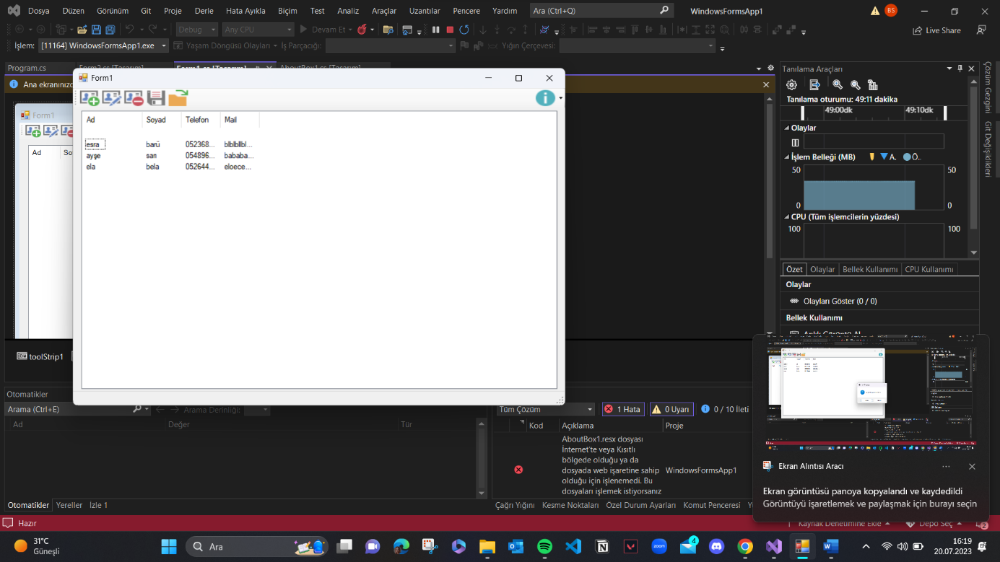 Dosya Düzen Görünüm Git Proje Derle Hata Ayıkla Biçim Test Analiz Araçlar Uzantılar Pencere Yardım Ara (Ctrl+Q) WindowsFormsApp1 BS
Debug Any CPU Devam Et Live Share
İşlem: [11164] WindowsFormsApp1.exe Yaşam Döngüsü Olayları İş Parçacığı: Yığın Çerçevesi:
Program.cs Form2.cs [Tasarım] Form1.cs [Tasarım] AboutBox1.cs [Tasarım]
Ana ekranınızd
Form1
Ad So
Form1
Ad Soyad Telefon Mail
esra barü 052368... blblbllbl...
ayşe sarı 054896... bababa...
ela bela 052644... eloece...
toolStrip1
Tanılama Araçları
Tanılama oturumu: 49:11 dakika
49:00dk 49:10dk
Olaylar
İşlem Belleği (MB) A. Ö..
50 50
0 0
CPU (Tüm işlemcilerin yüzdesi)
100 100
Özet Olaylar Bellek Kullanımı CPU Kullanımı
Olaylar
Olayları Göster (0 / 0)
Bellek Kullanımı
Anlık Görüntü Al
Çözüm Gezgini
Git Değişiklikleri
Otomatikler
Arama (Ctrl+E) Arama Derinliği:
Ad Değer Tür
Otomatikler Yereller İzle 1
Tüm Çözüm 1 Hata 0 Uyarı 0 / 10 İleti
Kod Açıklama Proje
AboutBox1.resx dosyası
İnternet'te veya Kısıtlı
bölgede olduğu ya da
dosyada web işaretine sahip WindowsFormsApp1
olduğu için işlenemedi. Bu
dosyaları işlemek istiyorsanız
Çağrı Yığını Kesme Noktaları Özel Durum Ayarları Komut Penceresi
Ekran Alıntısı Aracı
Ekran görüntüsü panoya kopyalandı ve kaydedildi
Görüntüyü işaretlemek ve paylaşmak için burayı seçin
Hazır Kaynak Denetimine Ekle Depo Seç 2
31°C
Güneşli
Ara
zoom
4
16:19
20.07.2023